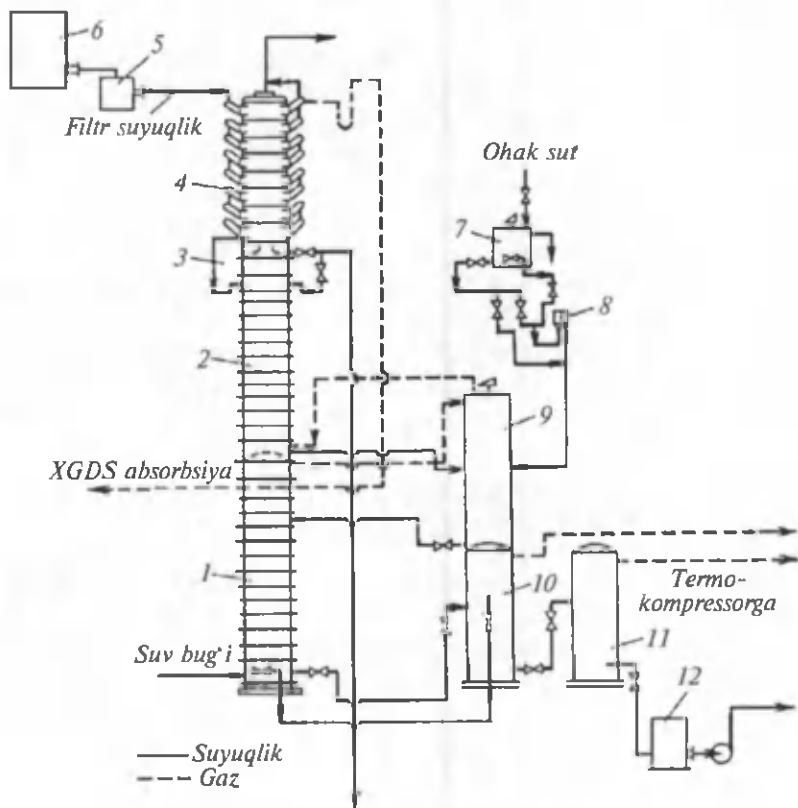 6
5
Filtr suyuqlik
Ohak sut
4
7
3
8
2
9
XGDS absorbsiya
1
10
Termo-
kompressorga
Suv bug'i
11
12
Suyuqlik
Gaz